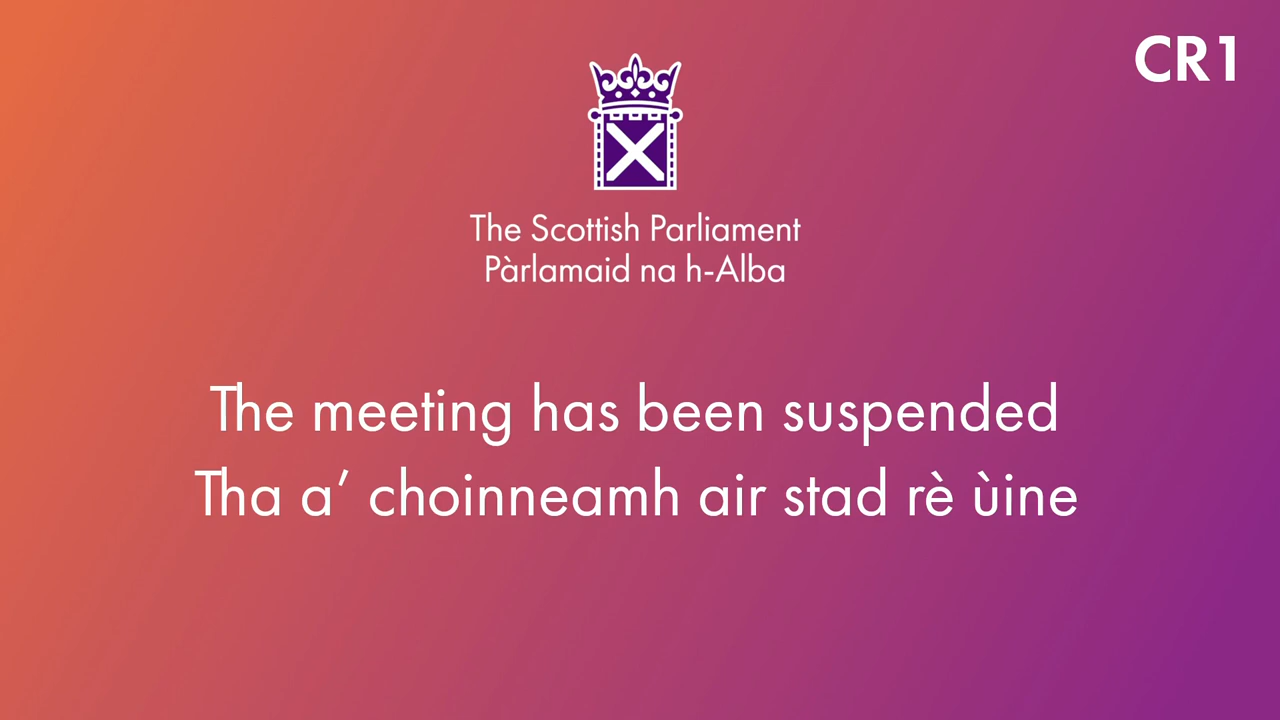 CR1
The Scottish Parliament
Pàrlamaid na h-Alba
The meeting has been suspended
Tha a’ choinneamh air stad rè ùine